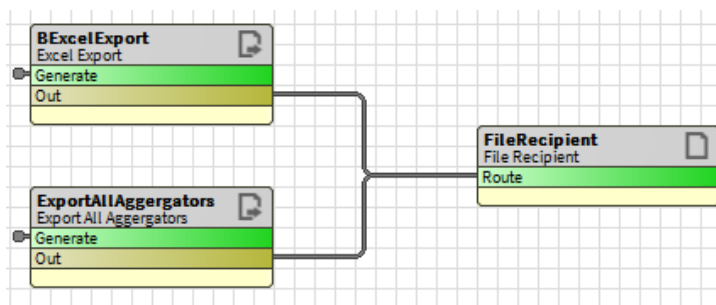 BExcelExport
Excel Export
Generate
Out
FileRecipient
File Recipient
Route
ExportAllAggergators
Export All Aggergators
Generate
Out